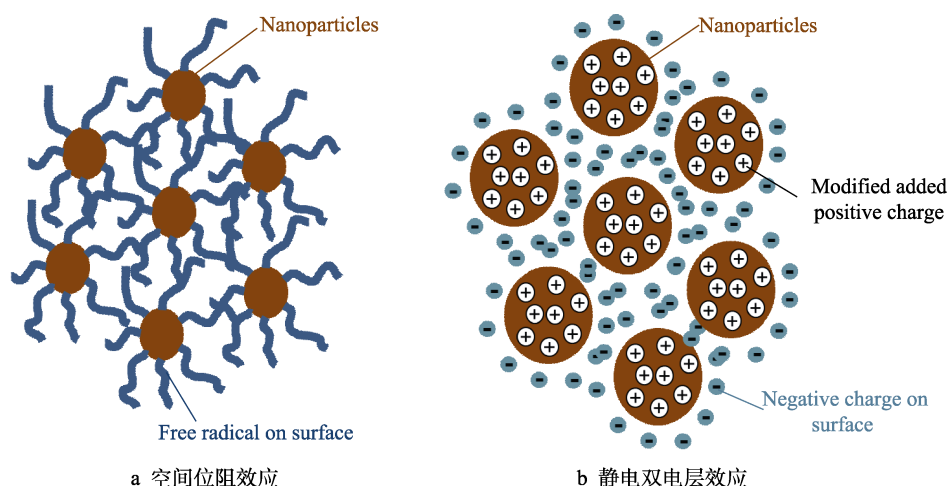 Nanoparticles
Free radical on surface
a 空间位阻效应
Nanoparticles
Modified added
positive charge
Negative charge on
surface
b 静电双电层效应